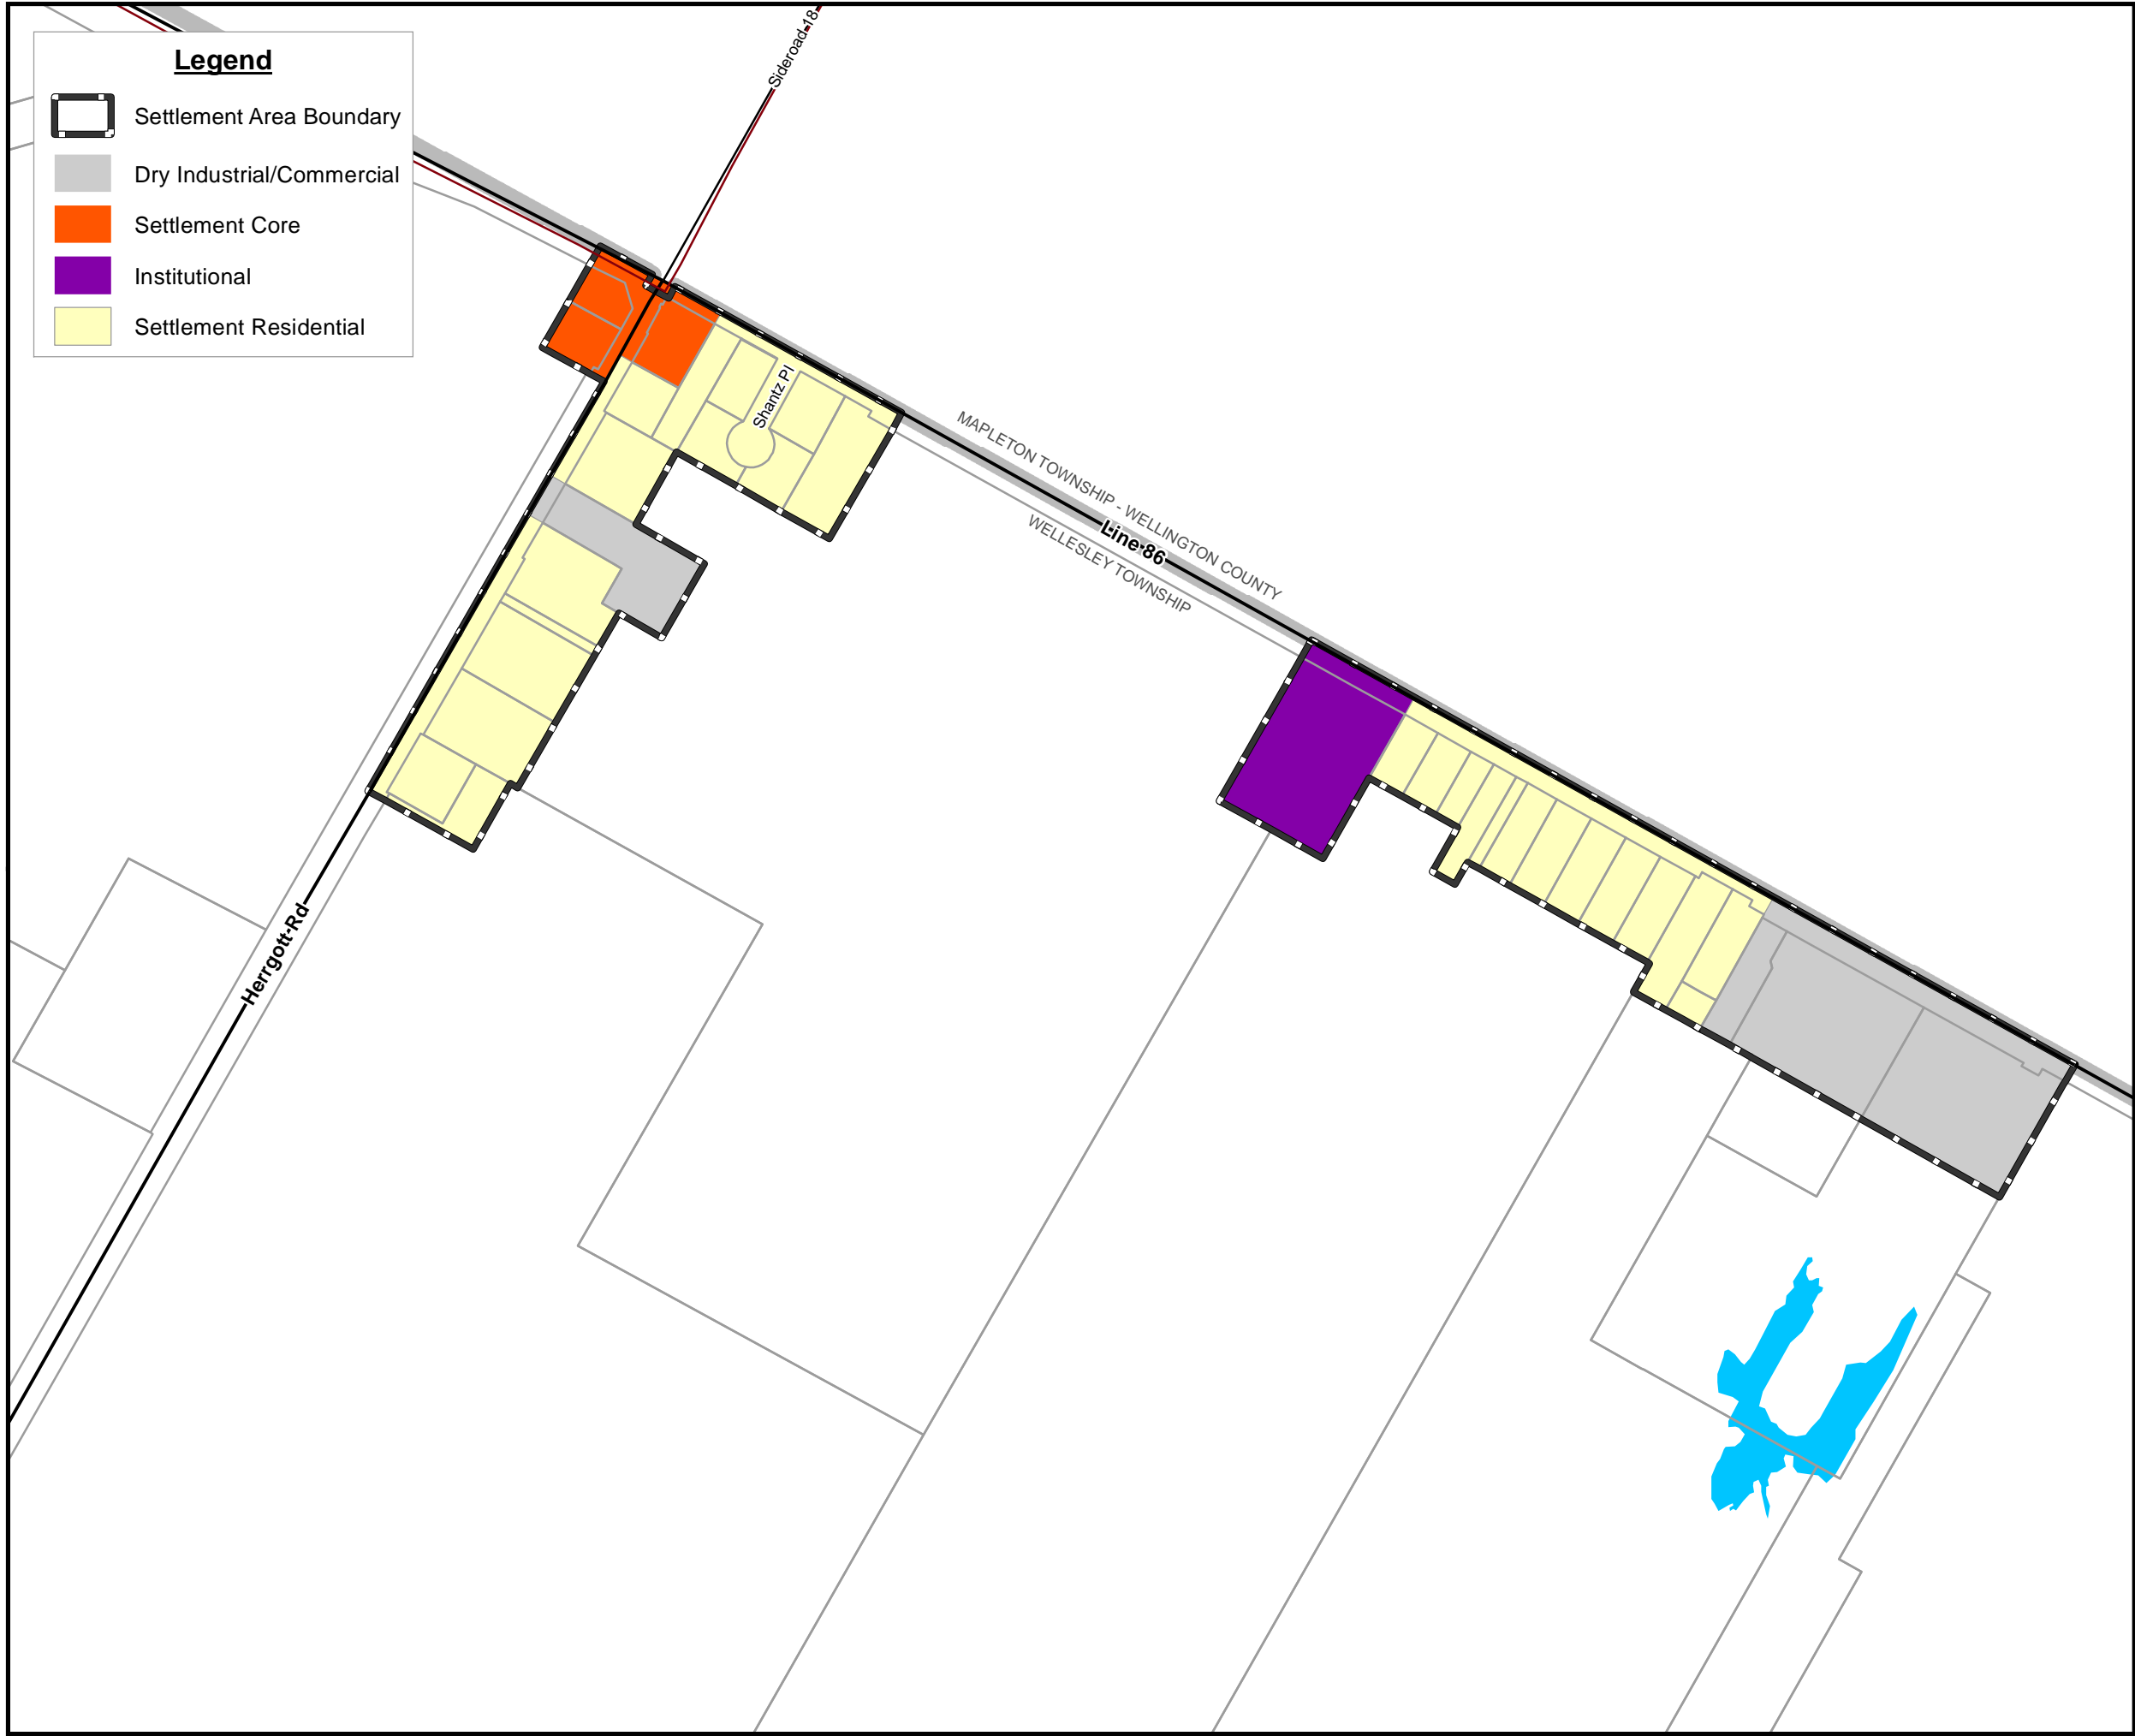 Legend
Settlement Area Boundary
Dry Industrial/Commercial
Settlement Core
Institutional
Settlement Residential
Sideroad 18
Shantz Pl
MAPLETON TOWNSHIP - WELLINGTON COUNTY
Line 86
WELLESLEY TOWNSHIP
Herrgott Rd